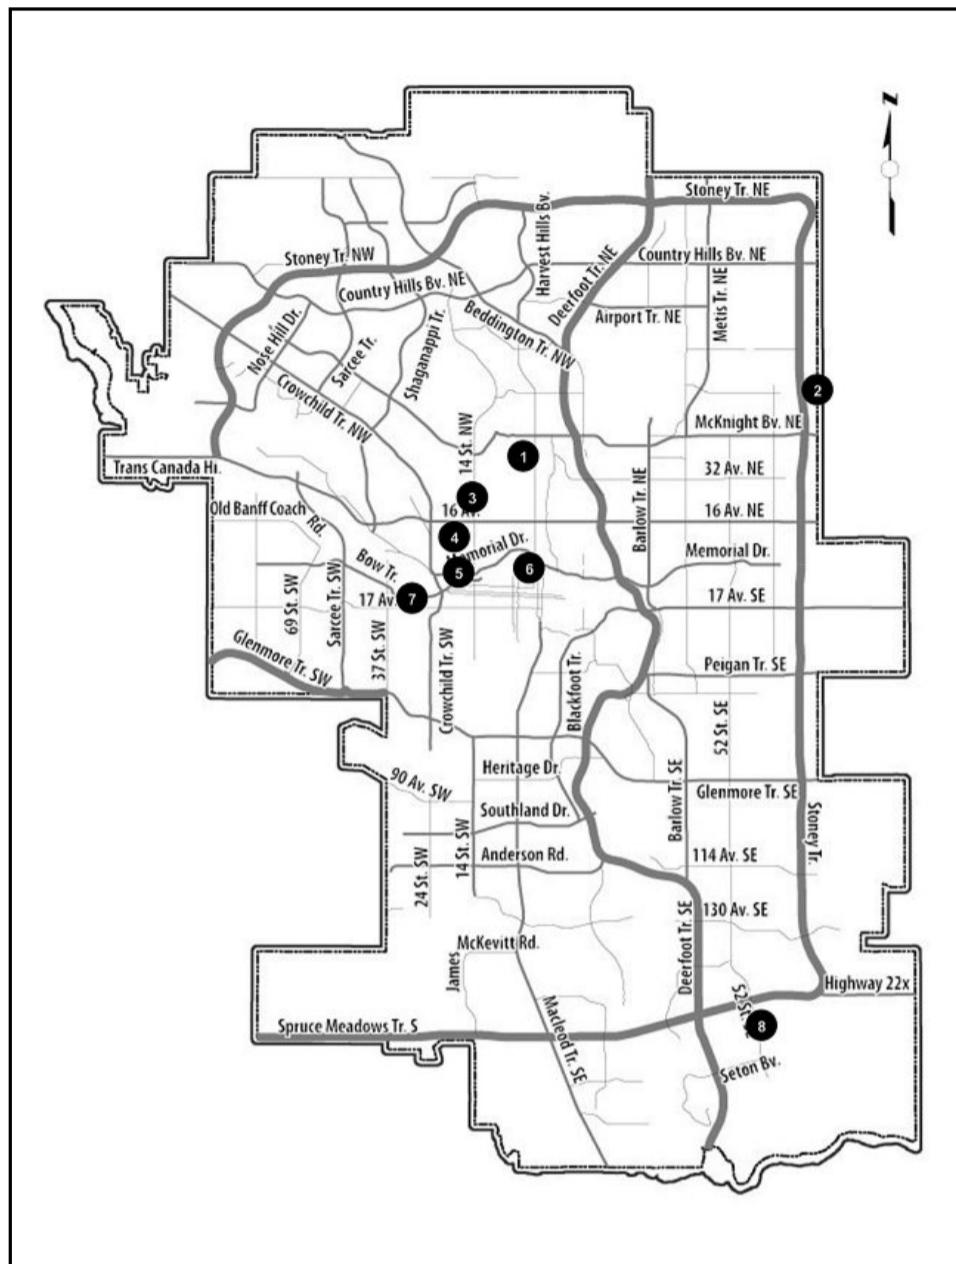 N
Stoney Tr. NE
Harvest Hills Bv.
Stoney Tr. NW
Country Hills Bv. NE
Deerfoot Tr. NE
Country Hills Bv. NE
Metis Tr. NE
Airport Tr. NE
Beddington Tr. NW
Nose Hill Dr.
Sarcee Tr.
Shaganappi Tr.
Crowchild Tr. NW
2
McKnight Bv. NE
14 St. NW
1
Trans Canada Hi.
32 Av. NE
3
Old Banff Coach
Rd.
16 Av.
Barlow Tr. NE
16 Av. NE
4
Memorial Dr.
Memorial Dr.
Bow Tr.
5
6
69 St. SW
Sarcee Tr. SW
17 Av.
7
17 Av. SE
37 St. SW
Glenmore Tr. SW
Crowchild Tr. SW
Blackfoot Tr.
Peigan Tr. SE
52 St. SE
90 Av. SW
Heritage Dr.
Barlow Tr. SE
Glenmore Tr. SE
Southland Dr.
Stoney Tr.
14 St. SW
Anderson Rd.
114 Av. SE
24 St. SW
130 Av. SE
Deerfoot Tr. SE
James
McKevitt Rd.
Highway 22x
52 St.
8
Spruce Meadows Tr. S
Macleod Tr. SE
Seton Bv.